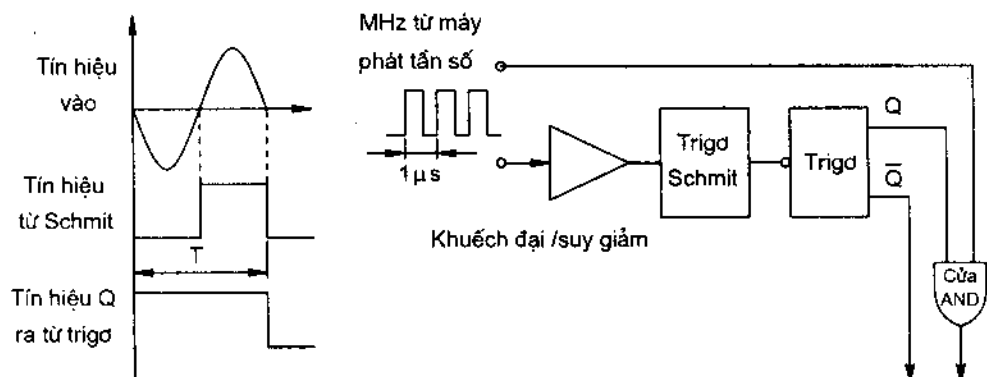 Tín hiệu
vào
Tín hiệu
từ Schmit
T
Tín hiệu Q
ra từ trigơ
MHz từ máy
phát tần số
1 μ s
Khuếch đại /suy giảm
Trigơ
Schmit
Trigơ
Q
Q̅
Cửa
AND